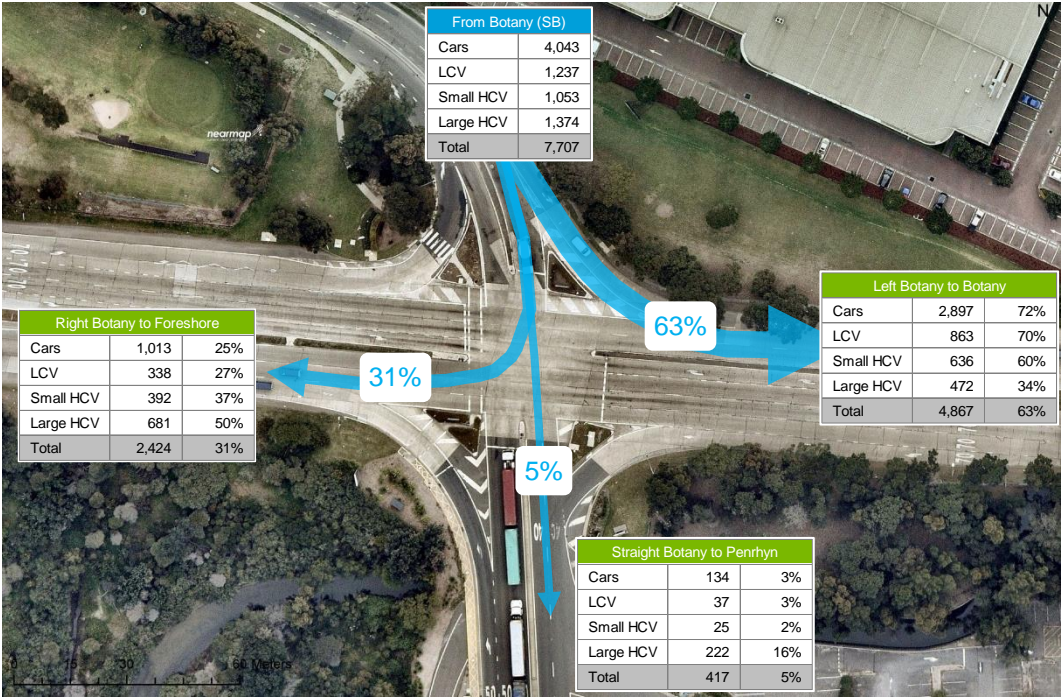 From Botany (SB)
Cars 4,043
LCV 1,237
Small HCV 1,053
Large HCV 1,374
Total 7,707
N
nearmap
Left Botany to Botany
Cars 2,897 72%
LCV 863 70%
Small HCV 636 60%
Large HCV 472 34%
Total 4,867 63%
63%
Right Botany to Foreshore
Cars 1,013 25%
LCV 338 27%
Small HCV 392 37%
Large HCV 681 50%
Total 2,424 31%
31%
5%
Straight Botany to Penrhyn
Cars 134 3%
LCV 37 3%
Small HCV 25 2%
Large HCV 222 16%
Total 417 5%
0 15 30 60 Meters